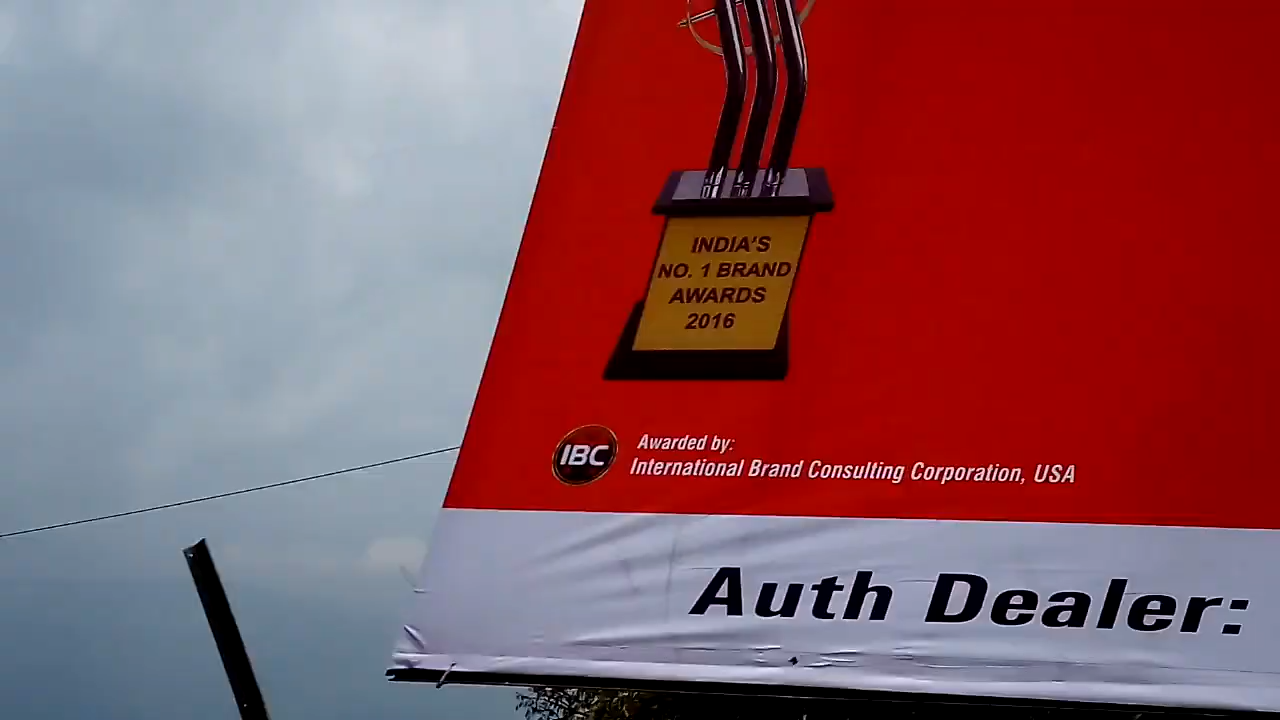 INDIA'S
NO. 1 BRAND
AWARDS
2016
IBC
Awarded by:
International Brand Consulting Corporation, USA
Auth Dealer: